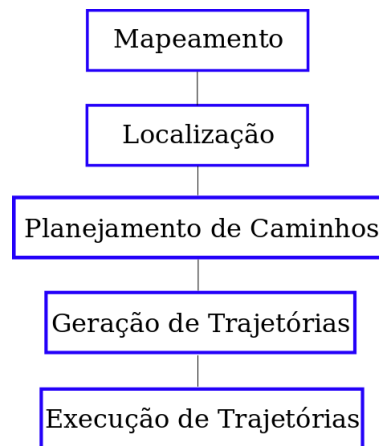 Mapeamento
Localização
Planejamento de Caminhos
Geração de Trajetórias
Execução de Trajetórias